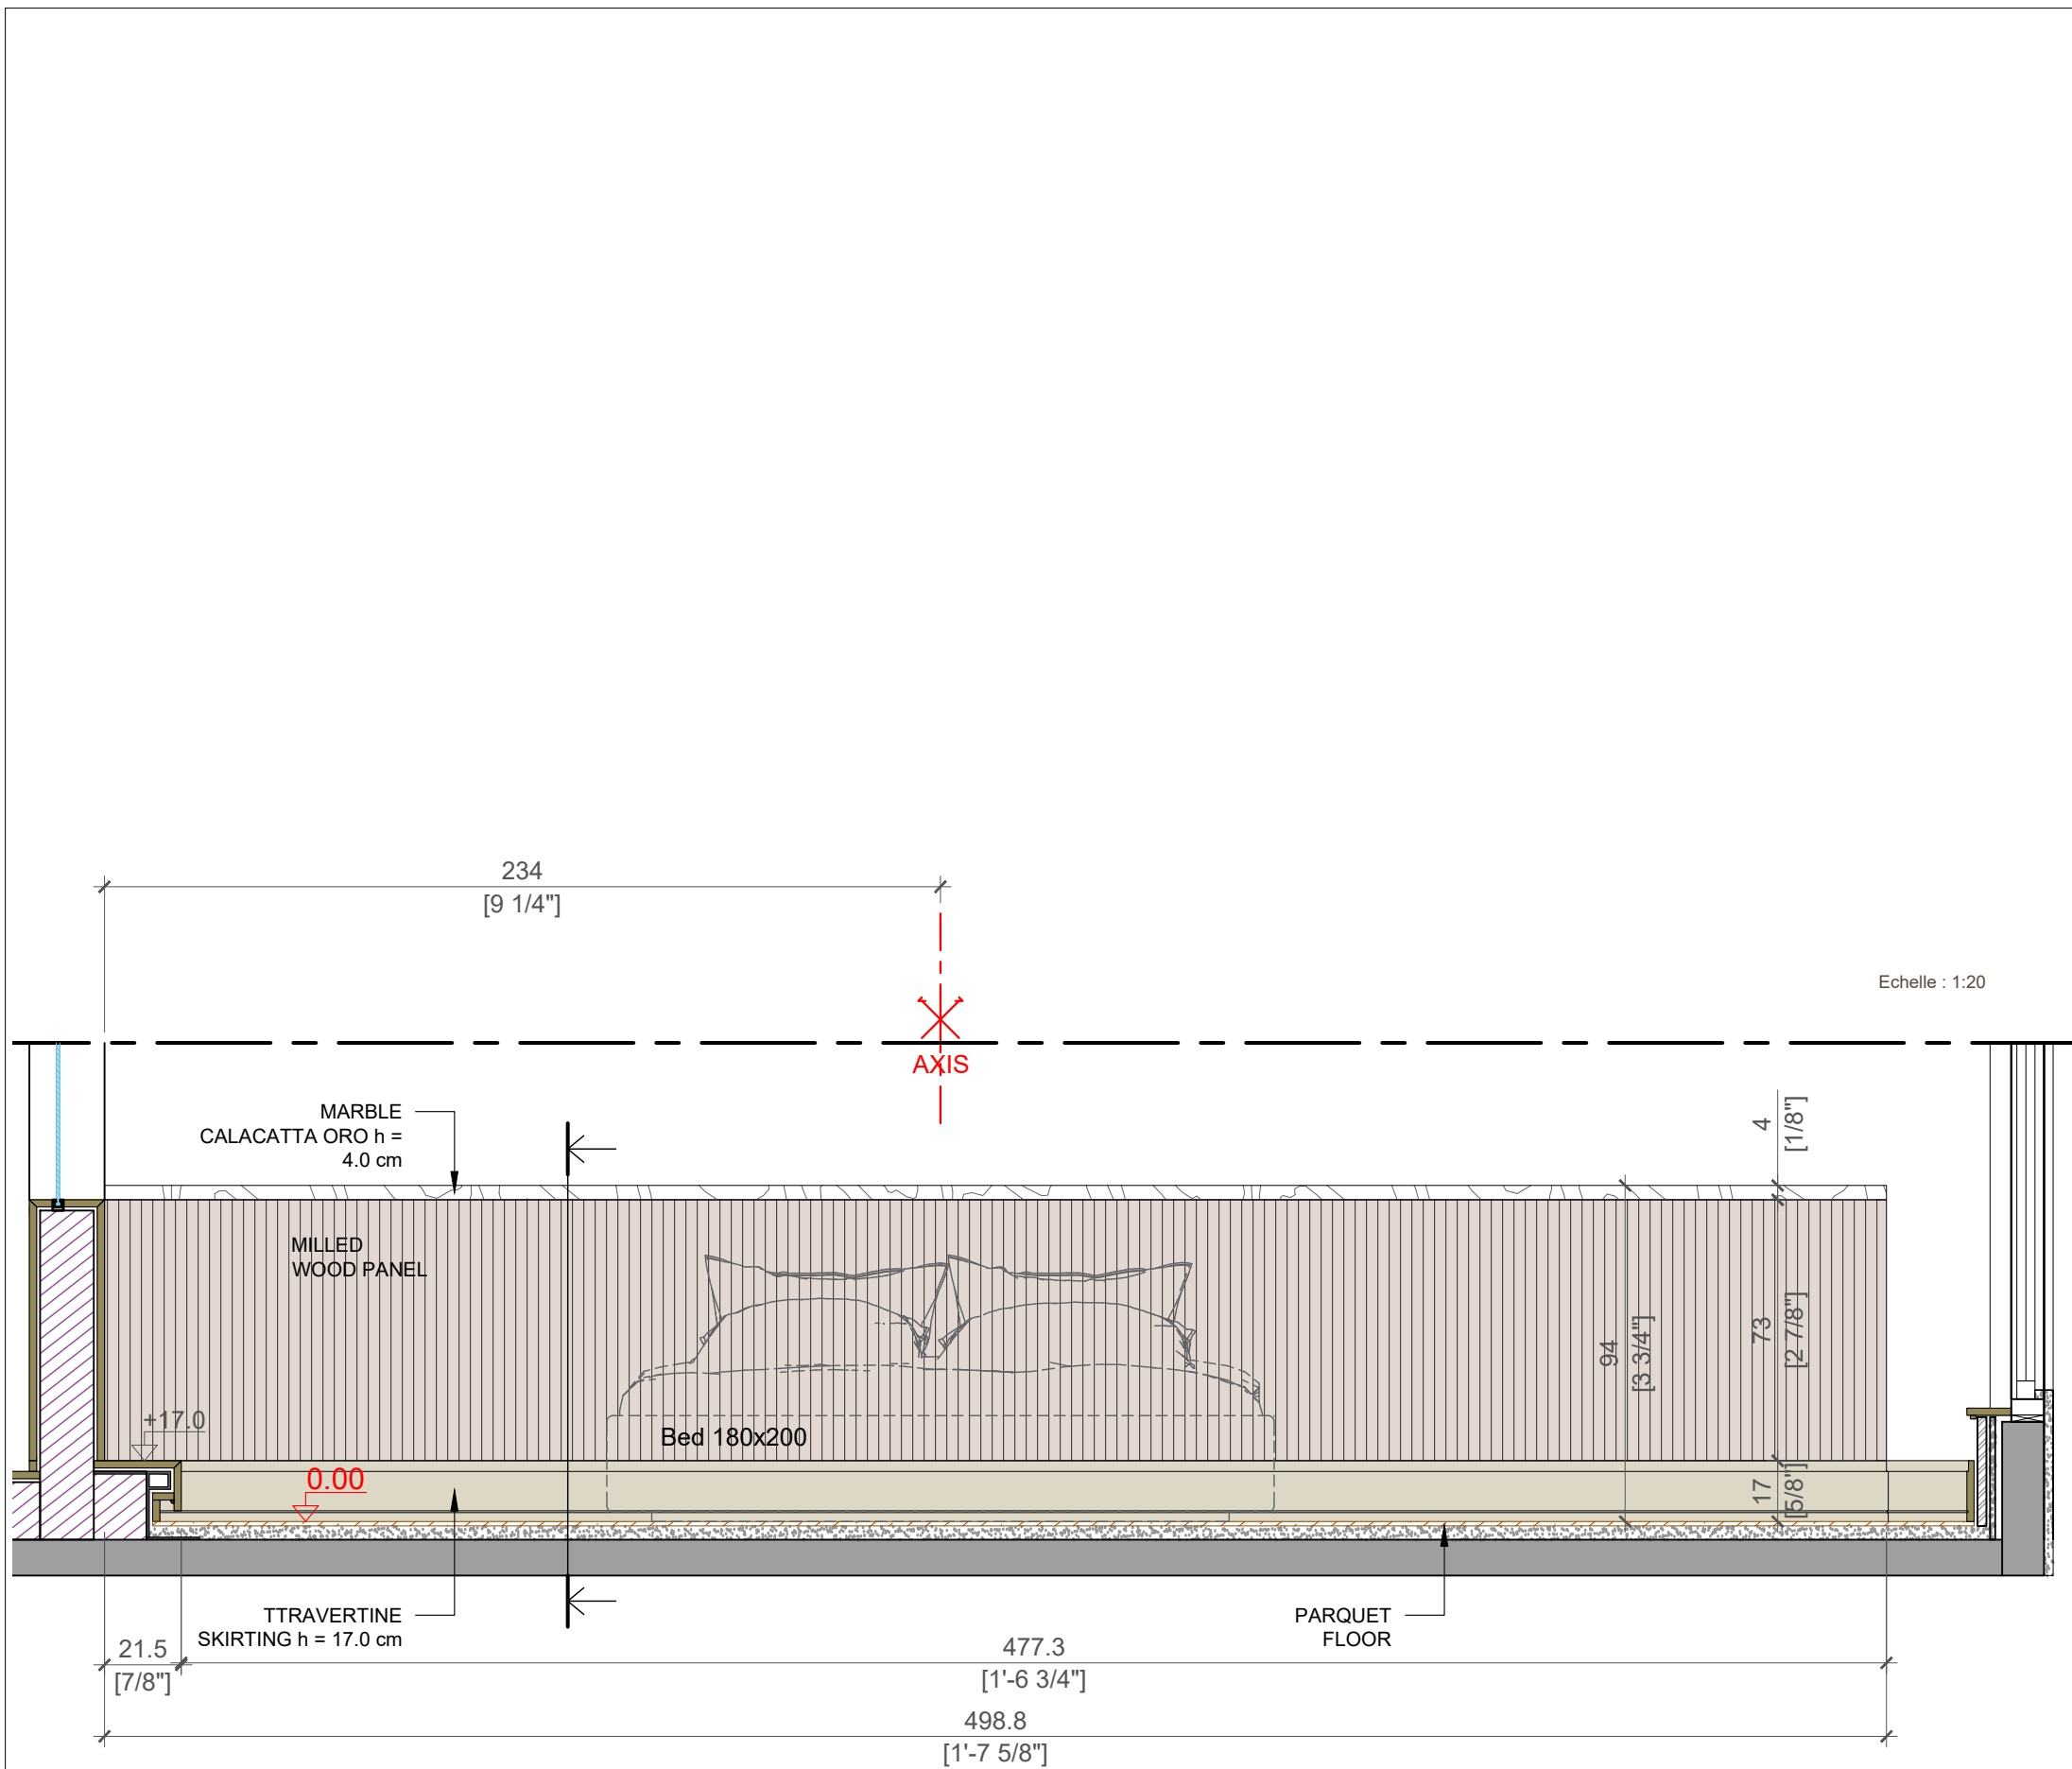 234
[9 1/4"]
Echelle : 1:20
AXIS
MARBLE
CALACATTA ORO h =
4.0 cm
4
[1/8"]
MILLED
WOOD PANEL
94
[3 3/4"]
73
[2 7/8"]
+17.0
Bed 180x200
0.00
17
[5/8"]
TTRAVERTINE
SKIRTING h = 17.0 cm
PARQUET
FLOOR
21.5
[7/8"]
477.3
[1'-6 3/4"]
498.8
[1'-7 5/8"]